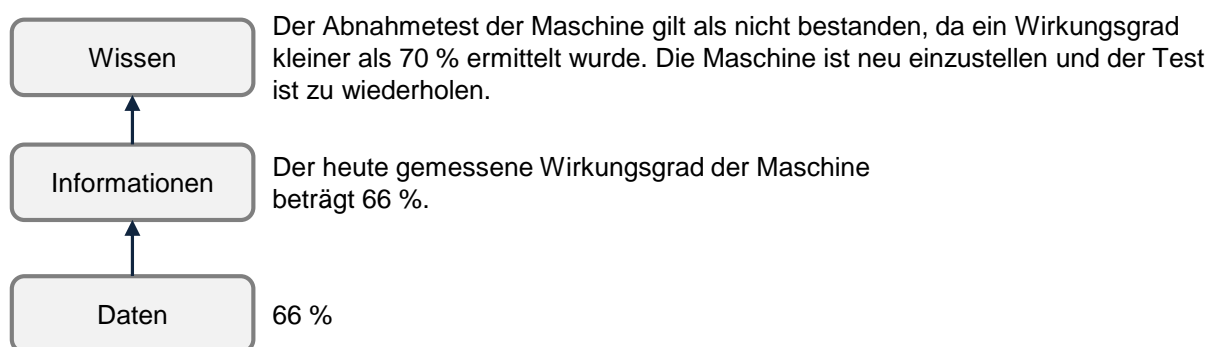 Wissen
Der Abnahmetest der Maschine gilt als nicht bestanden, da ein Wirkungsgrad
kleiner als 70 % ermittelt wurde. Die Maschine ist neu einzustellen und der Test
ist zu wiederholen.
Informationen
Der heute gemessene Wirkungsgrad der Maschine
beträgt 66 %.
Daten
66 %